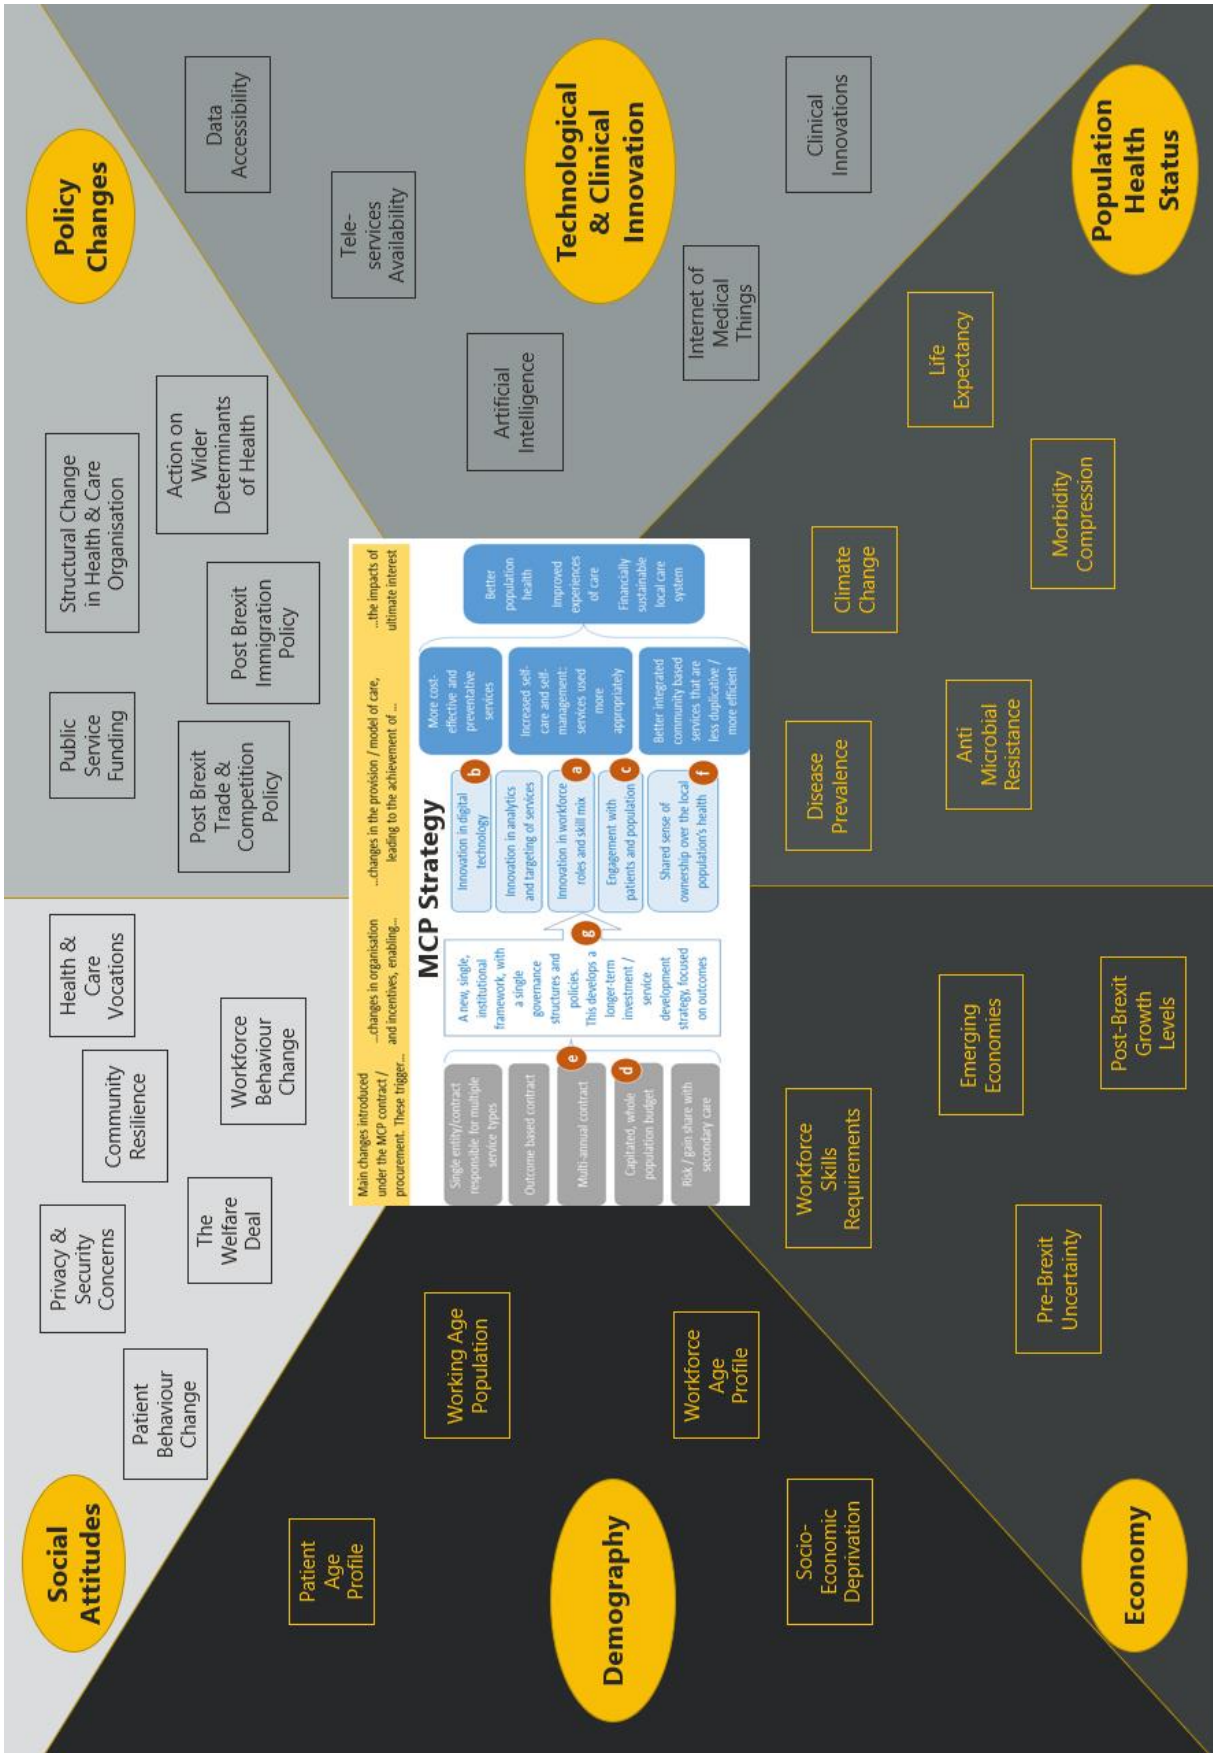 Social
Attitudes
Patient
Behaviour
Change
Privacy &
Security
Concerns
The
Welfare
Deal
Community
Resilience
Health &
Care
Vocations
Workforce
Behaviour
Change
Policy
Changes
Public
Service
Funding
Post Brexit
Trade &
Competition
Policy
Structural Change
in Health & Care
Organisation
Post Brexit
Immigration
Policy
Action on
Wider
Determinants
of Health
Technological
& Clinical
Innovation
Data
Accessibility
Tele-
services
Availability
Artificial
Intelligence
Internet of
Medical
Things
Clinical
Innovations
Main changes introduced
under the MCP contract /
procurement. These trigger...
...changes in organisation
and incentives, enabling...
...changes in the provision / model of care,
leading to the achievement of ...
...the impacts of
ultimate interest
MCP Strategy
Single entity/contract
responsible for multiple
service types
Outcome based contract
Multi-annual contract
Capitated, whole
population budget
Risk / gain share with
secondary care
e
d
A new, single,
institutional
framework, with
a single
governance
structures and
policies.
This develops a
longer-term
investment /
service
development
strategy, focused
on outcomes
g
Innovation in digital
technology
b
Innovation in analytics
and targeting of services
Innovation in workforce
roles and skill mix
a
Engagement with
patients and population
c
Shared sense of
ownership over the local
population's health
f
More cost-
effective and
preventative
services
Increased self-
care and self-
management:
services used
more
appropriately
Better integrated
community based
services that are
less duplicative /
more efficient
Better
population
health
Improved
experiences
of care
Financially
sustainable
local care
system
Demography
Patient
Age
Profile
Working Age
Population
Workforce
Age
Profile
Socio-
Economic
Deprivation
Economy
Workforce
Skills
Requirements
Emerging
Economies
Pre-Brexit
Uncertainty
Post-Brexit
Growth
Levels
Population
Health
Status
Disease
Prevalence
Climate
Change
Anti
Microbial
Resistance
Life
Expectancy
Morbidity
Compression